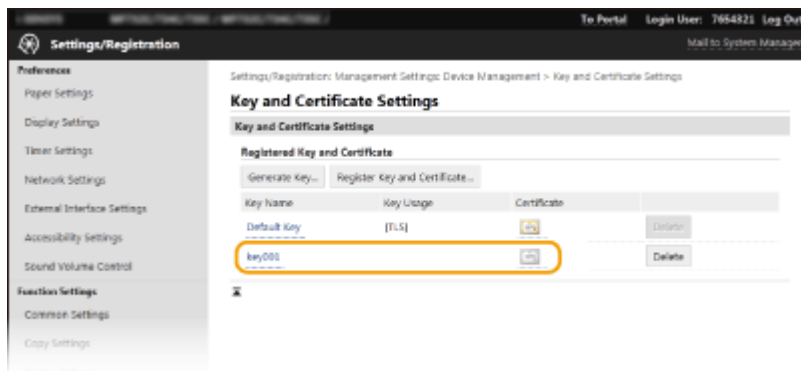 To Portal Login User: 7654321 Log Out
Settings/Registration
Mail to System Manager
Preferences
Paper Settings
Display Settings
Timer Settings
Network Settings
External Interface Settings
Accessibility Settings
Sound Volume Control
Function Settings
Common Settings
Copy Settings
Settings/Registration: Management Settings: Device Management > Key and Certificate Settings
Key and Certificate Settings
Key and Certificate Settings
Registered Key and Certificate
Generate Key... Register Key and Certificate...
Key Name Key Usage Certificate
Default Key [TLS] Delete
key001 Delete